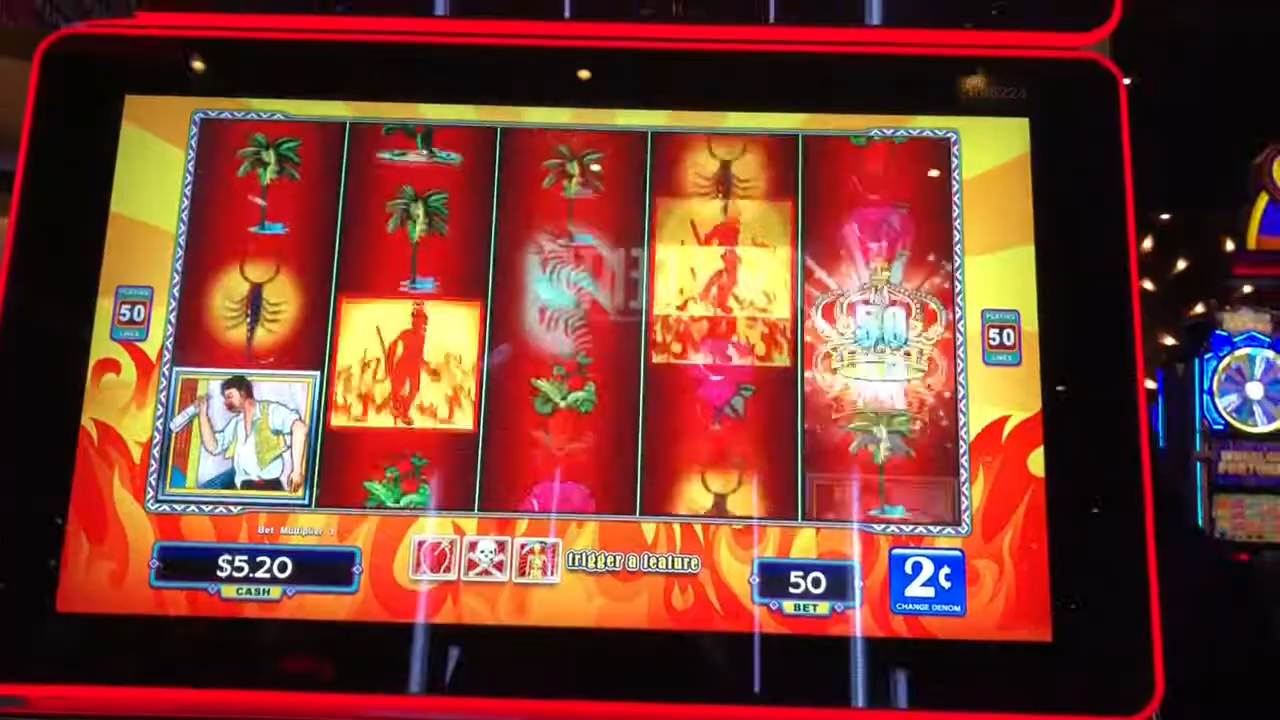 PLAYING
50
LINES
PLAYING
50
LINES
50
Bet Multiplier
$5.20
CASH
trigger a feature
50
BET
2¢
CHANGE DENOM